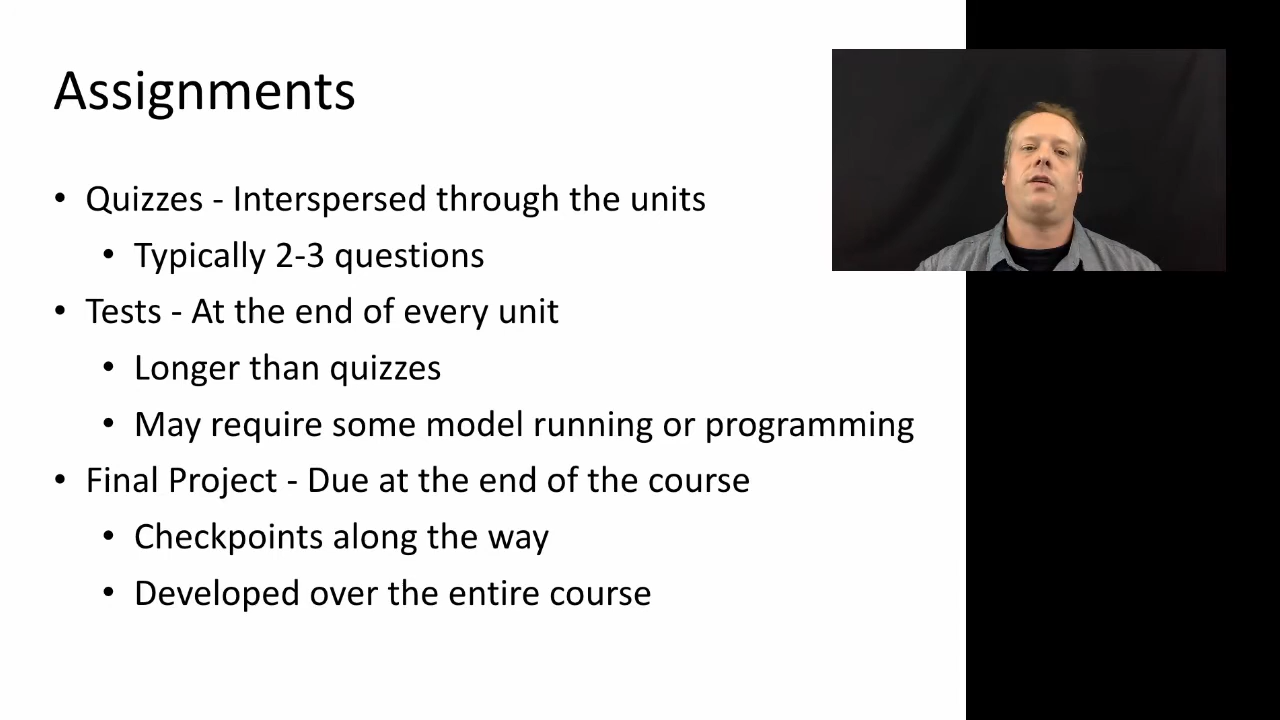 Assignments
• Quizzes - Interspersed through the units
• Typically 2-3 questions
• Tests - At the end of every unit
• Longer than quizzes
• May require some model running or programming
• Final Project - Due at the end of the course
• Checkpoints along the way
• Developed over the entire course